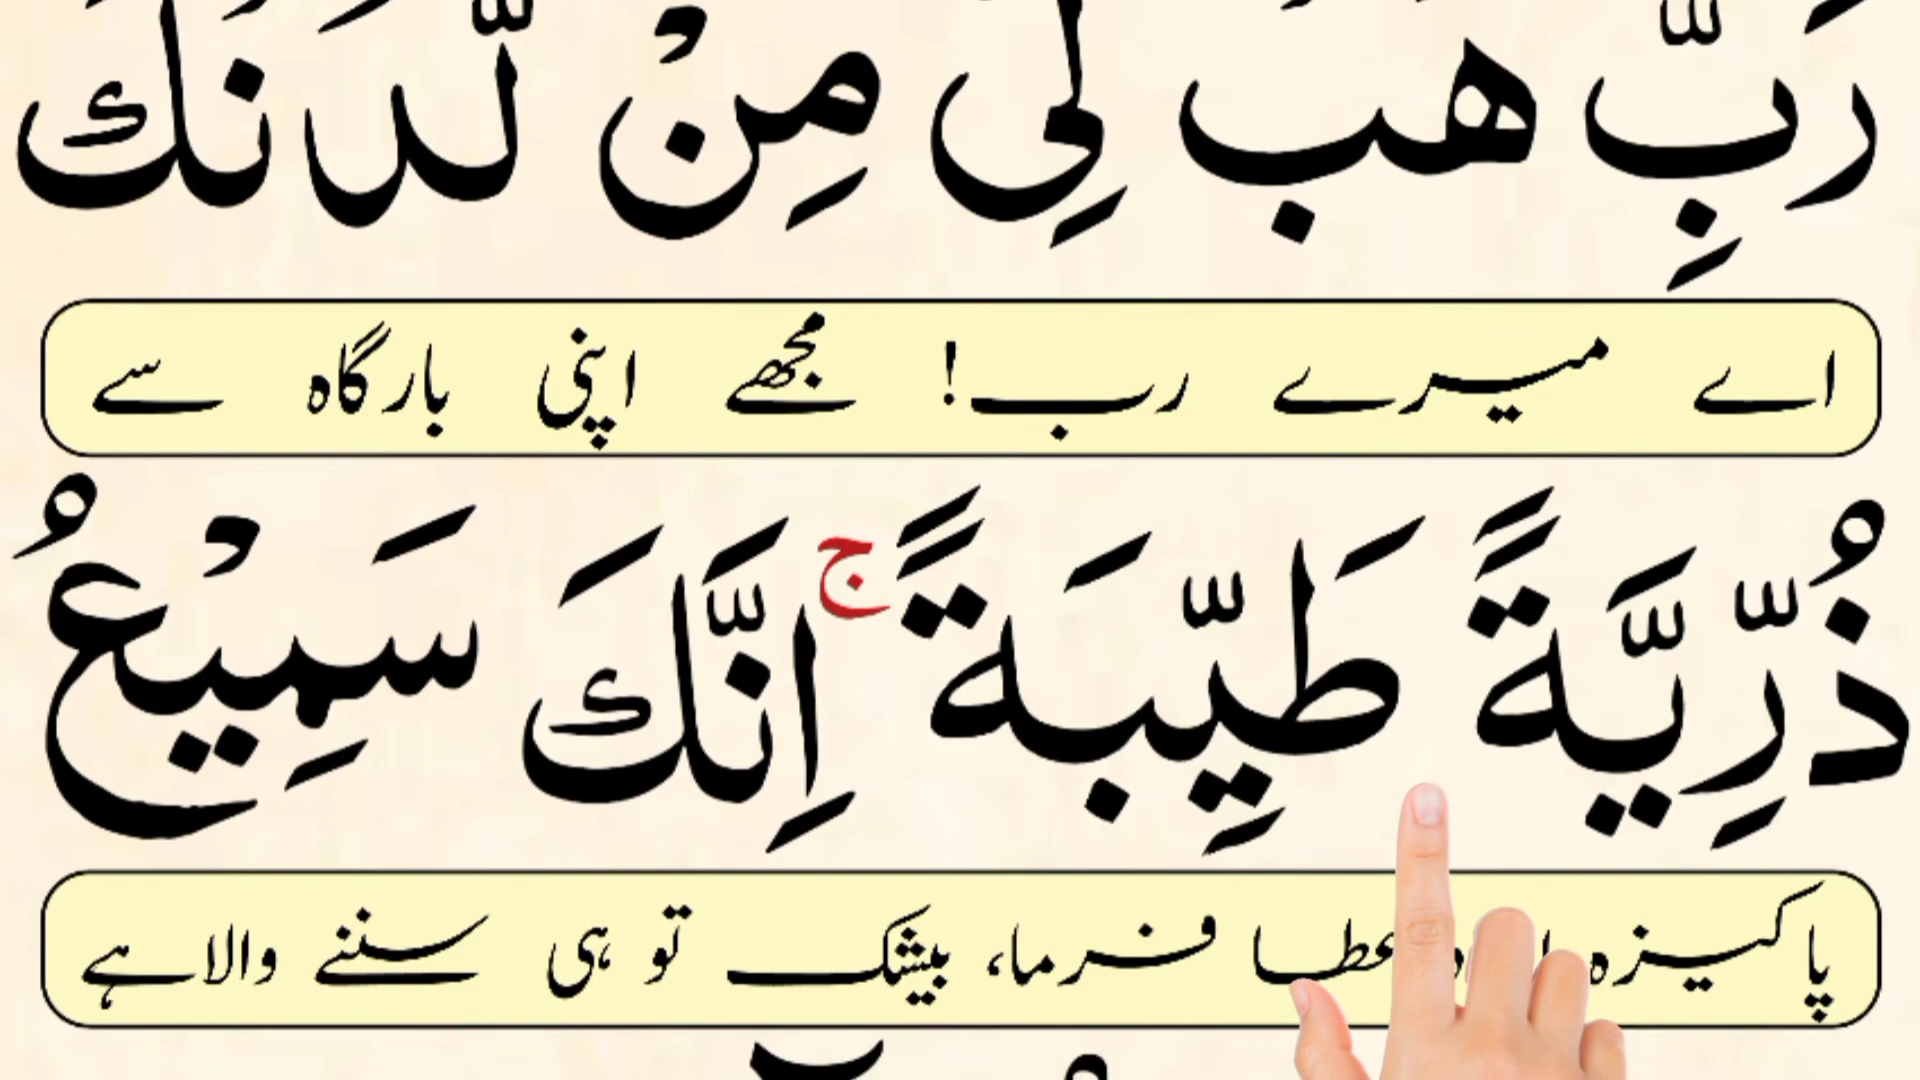 رَبِّ هَبْ لِیْ مِنْ لَّدُنْكَ
اے میرے رب! مجھے اپنی بارگاہ سے
ذُرِّیَّةً طَیِّبَةً ۚ اِنَّكَ سَمِیْعُ
پاکیزہ عطا فرما، بیشک تو ہی سننے والا ہے